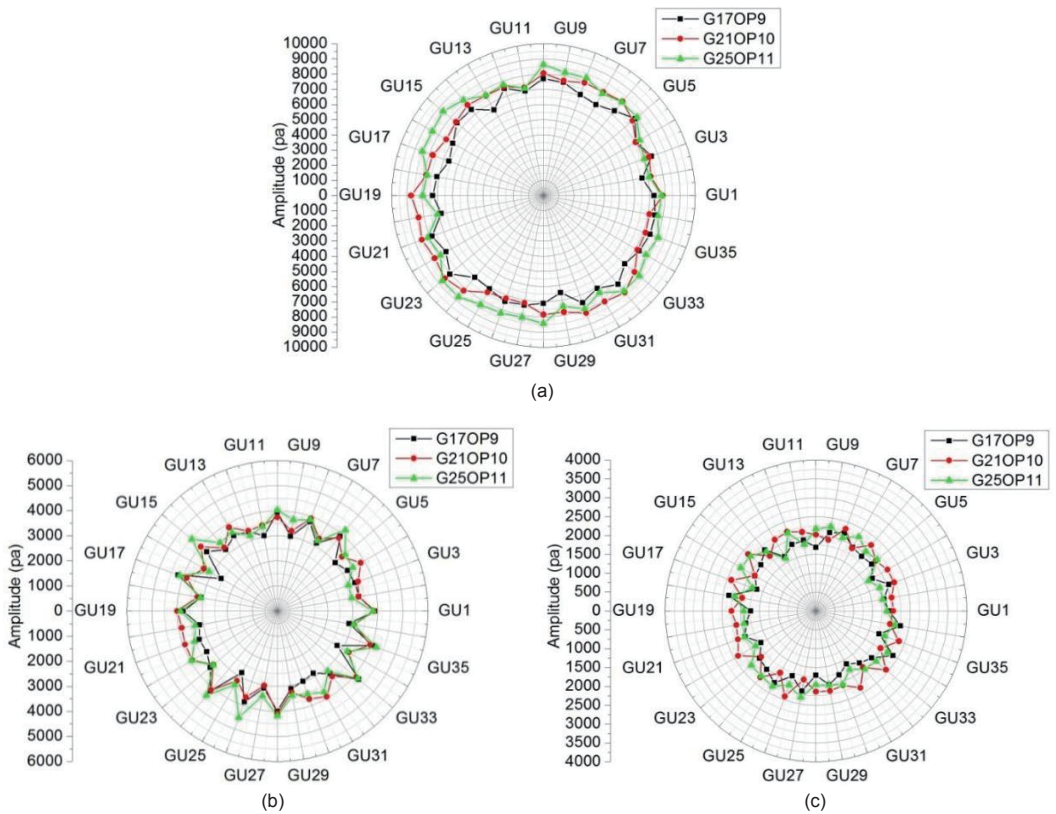 G17OP9
G21OP10
G25OP11
GU11
GU9
GU13
GU7
GU15
GU5
GU17
GU3
GU19
GU1
GU21
GU35
GU23
GU33
GU25
GU31
GU27
GU29
10000
9000
8000
7000
6000
5000
4000
3000
2000
1000
0
1000
2000
3000
4000
5000
6000
7000
8000
9000
10000
Amplitude (pa)
(a)
G17OP9
G21OP10
G25OP11
GU11
GU9
GU13
GU7
GU15
GU5
GU17
GU3
GU19
GU1
GU21
GU35
GU23
GU33
GU25
GU31
GU27
GU29
6000
5000
4000
3000
2000
1000
0
1000
2000
3000
4000
5000
6000
Amplitude (pa)
(b)
G17OP9
G21OP10
G25OP11
GU11
GU9
GU13
GU7
GU15
GU5
GU17
GU3
GU19
GU1
GU21
GU35
GU23
GU33
GU25
GU31
GU27
GU29
4000
3500
3000
2500
2000
1500
1000
500
0
500
1000
1500
2000
2500
3000
3500
4000
Amplitude (pa)
(c)